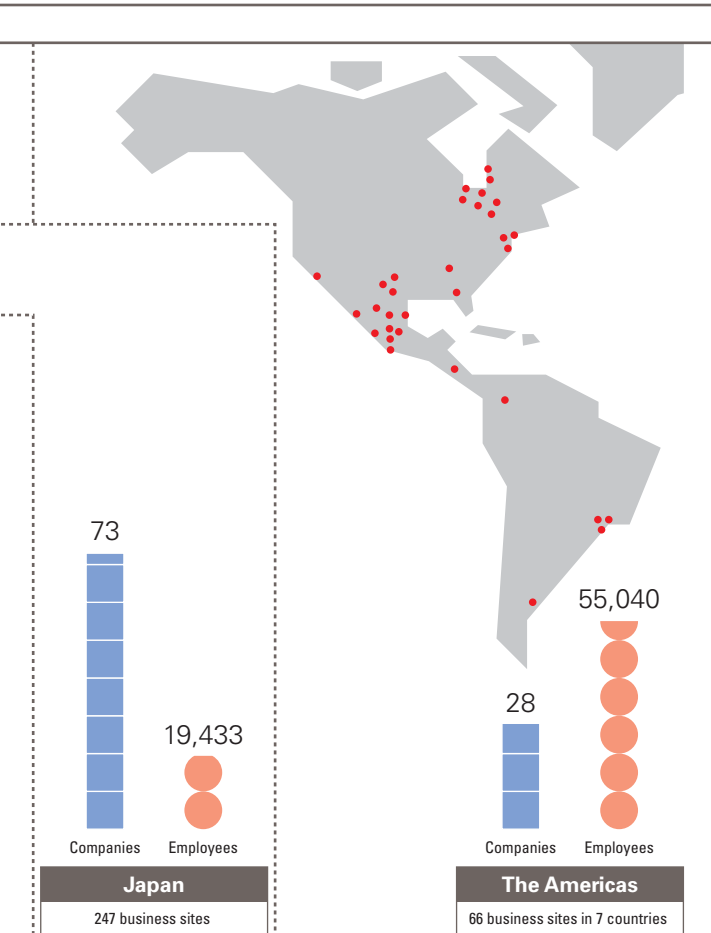 73
19,433
Companies Employees
Japan
247 business sites
55,040
28
Companies Employees
The Americas
66 business sites in 7 countries